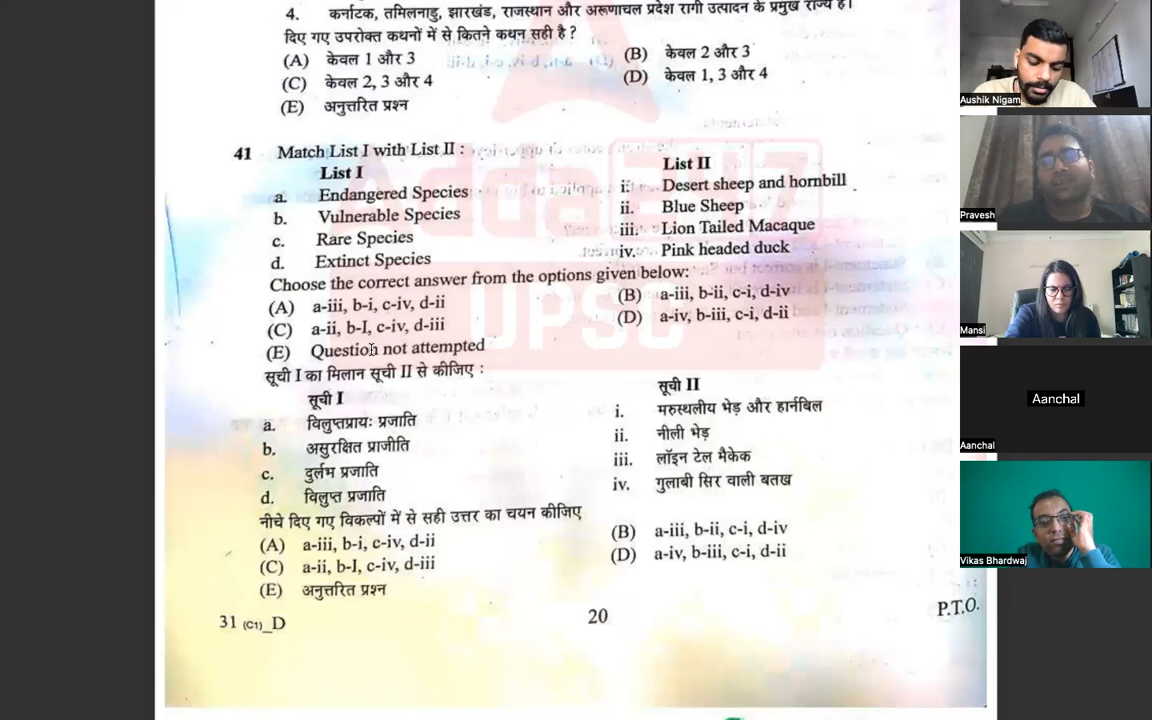 4. कर्नाटक, तमिलनाडु, झारखंड, राजस्थान और अरूणाचल प्रदेश रागी उत्पादन के प्रमुख राज्य है।
दिए गए उपरोक्त कथनों में से कितने कथन सही है ?
(A) केवल 1 और 3 (B) केवल 2 और 3
(C) केवल 2, 3 और 4 (D) केवल 1, 3 और 4
(E) अनुत्तरित प्रश्न
41 Match List I with List II :
List I List II
a. Endangered Species i. Desert sheep and hornbill
b. Vulnerable Species ii. Blue Sheep
c. Rare Species iii. Lion Tailed Macaque
d. Extinct Species iv. Pink headed duck
Choose the correct answer from the options given below:
(A) a-iii, b-i, c-iv, d-ii (B) a-iii, b-ii, c-i, d-iv
(C) a-ii, b-I, c-iv, d-iii (D) a-iv, b-iii, c-i, d-ii
(E) Question not attempted
सूची I का मिलान सूची II से कीजिए :
सूची I सूची II
a. विलुप्तप्रायः प्रजाति i. मरुस्थलीय भेड़ और हार्नबिल
b. असुरक्षित प्राजीति ii. नीली भेड़
c. दुर्लभ प्रजाति iii. लॉइन टेल मैकेक
d. विलुप्त प्रजाति iv. गुलाबी सिर वाली बतख
नीचे दिए गए विकल्पों में से सही उत्तर का चयन कीजिए
(A) a-iii, b-i, c-iv, d-ii (B) a-iii, b-ii, c-i, d-iv
(C) a-ii, b-I, c-iv, d-iii (D) a-iv, b-iii, c-i, d-ii
(E) अनुत्तरित प्रश्न
31 (C1)_D 20 P.T.O.
Adda247
UPSC
Aushik Nigam
Pravesh
Mansi
Aanchal
Aanchal
Vikas Bhardwaj